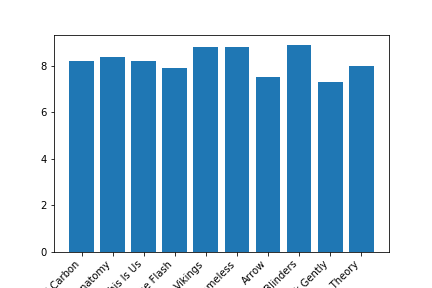 8
6
4
2
0
Carbon
natomy
his Is Us
e Flash
Vikings
meless
Arrow
Blinders
Gently
Theory